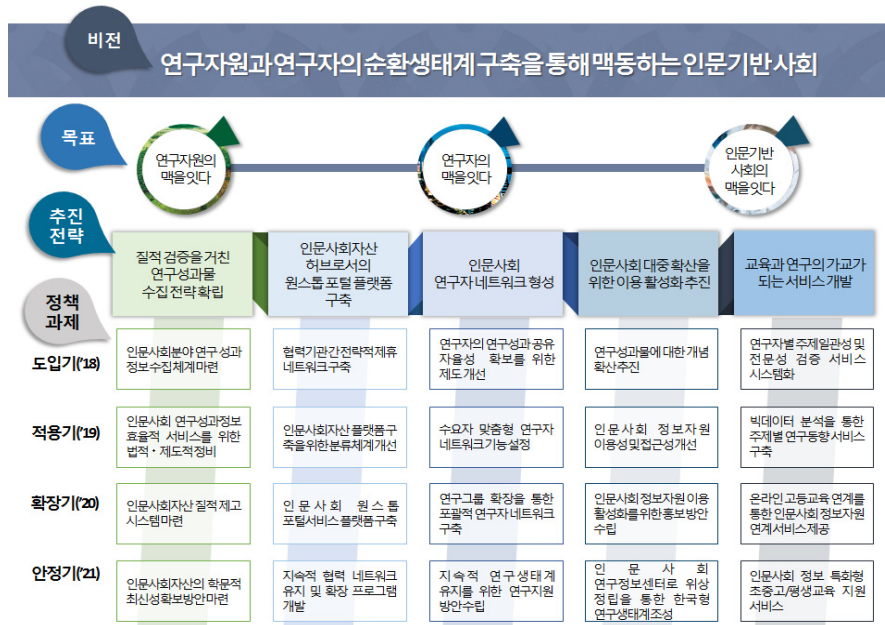 비전
연구자원과 연구자의 순환생태계 구축을 통해 맥동하는 인문기반 사회
목표
연구자원의
맥을잇다
연구자의
맥을잇다
인문기반
사회의
맥을잇다
추진
전략
질적 검증을 거친
연구성과물
수집 전략 확립
인문사회자산
허브로서의
원스톱 포털 플랫폼
구축
인문사회
연구자 네트워크 형성
인문사회 대중 확산을
위한 이용 활성화 추진
교육과 연구의 가교가
되는 서비스 개발
정책
과제
도입기('18)
인문사회분야 연구 성과
정보수집체계마련
협력기관간 전략적 제휴
네트워크 구축
연구자의 연구성과 공유
자율성 확보를 위한
제도 개선
연구성과물에 대한 개념
확산추진
연구자별 주제일관성 및
전문성 검증 서비스
시스템화
적용기('19)
인문사회 연구성과정보
효율적 서비스를 위한
법적・제도적정비
인문사회자산 플랫폼 구
축을위한 분류체계개선
수요자 맞춤형 연구자
네트워크 기능 설정
인문사회 정보자원
이용성및접근성개선
빅데이터 분석을 통한
주제별 연구동향 서비스
구축
확장기('20)
인문사회자산 질적 제고
시스템마련
인문사회 원스톱
포털서비스 플랫폼구축
연구그룹 확장을 통한
포괄적 연구자 네트워크
구축
인문사회 정보자원 이용
활성화를위한홍보방안
수립
온라인 고등교육 연계를
통한 인문사회 정보자원
연계서비스제공
안정기('21)
인문사회자산의 학문적
최신성확보방안마련
지속적 협력 네트워크
유지 및 확장 프로그램
개발
지속적 연구생태계
유지를 위한 연구지원
방안수립
인문사회
연구정보센터로 위상
정립을 통한 한국형
연구생태계조성
인문사회 정보 특화형
초중고/평생교육 지원
서비스